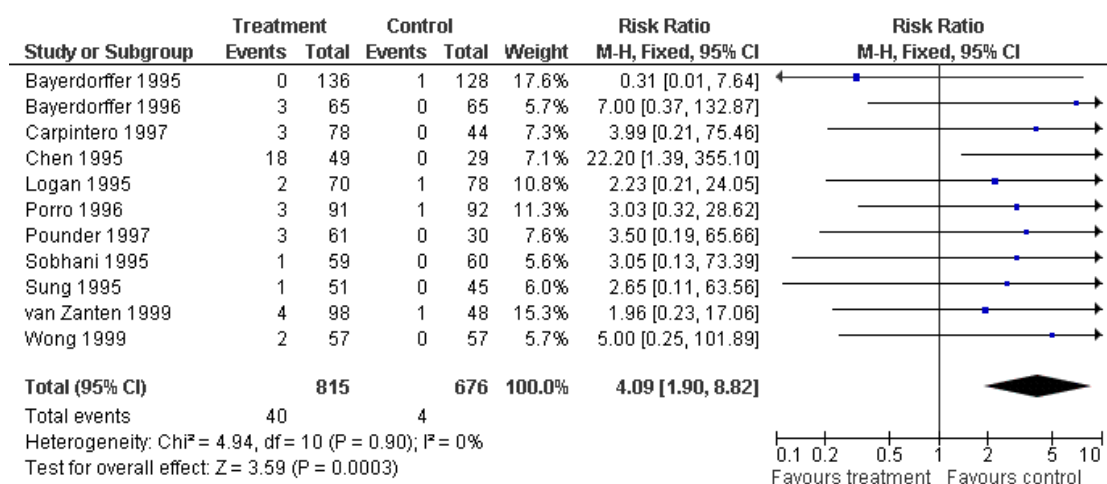 Treatment Control Risk Ratio Risk Ratio
Study or Subgroup Events Total Events Total Weight M-H, Fixed, 95% CI M-H, Fixed, 95% CI
Bayerdorffer 1995 0 136 1 128 17.6% 0.31 [0.01, 7.64]
Bayerdorffer 1996 3 65 0 65 5.7% 7.00 [0.37, 132.87]
Carpintero 1997 3 78 0 44 7.3% 3.99 [0.21, 75.46]
Chen 1995 18 49 0 29 7.1% 22.20 [1.39, 355.10]
Logan 1995 2 70 1 78 10.8% 2.23 [0.21, 24.05]
Porro 1996 3 91 1 92 11.3% 3.03 [0.32, 28.62]
Pounder 1997 3 61 0 30 7.6% 3.50 [0.19, 65.66]
Sobhani 1995 1 59 0 60 5.6% 3.05 [0.13, 73.39]
Sung 1995 1 51 0 45 6.0% 2.65 [0.11, 63.56]
van Zanten 1999 4 98 1 48 15.3% 1.96 [0.23, 17.06]
Wong 1999 2 57 0 57 5.7% 5.00 [0.25, 101.89]
Total (95% CI) 815 676 100.0% 4.09 [1.90, 8.82]
Total events 40 4
Heterogeneity: Chi² = 4.94, df = 10 (P = 0.90); I² = 0%
Test for overall effect: Z = 3.59 (P = 0.0003)
0.1 0.2 0.5 1 2 5 10
Favours treatment Favours control